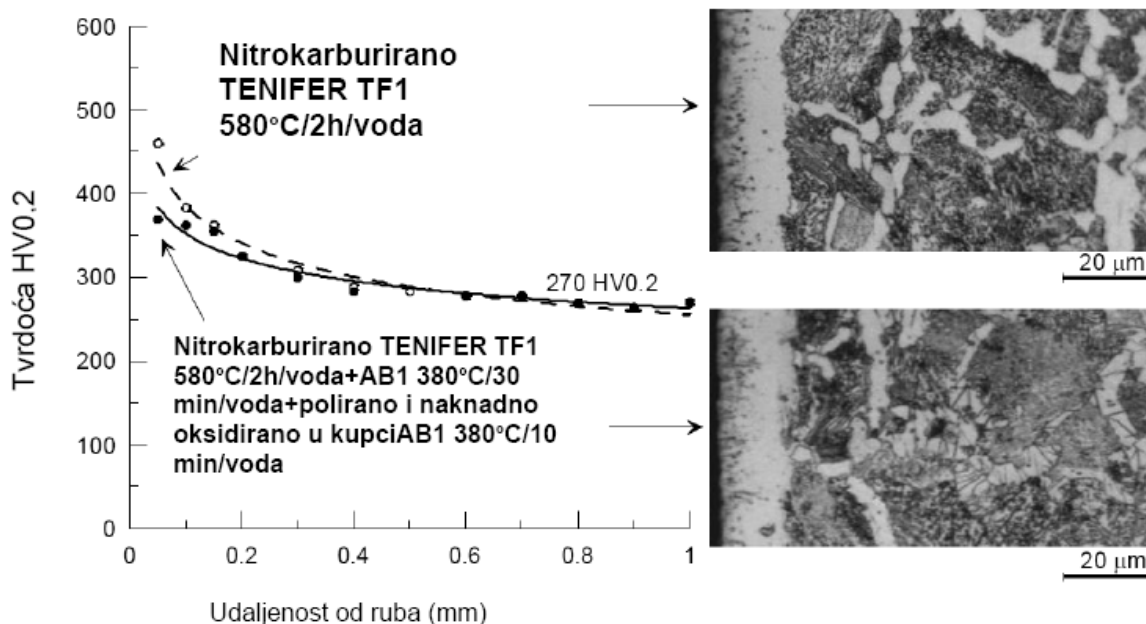 600
500
400
300
200
100
0
Tvrdoća HV0.2
Nitrokarburirano
TENIFER TF1
580°C/2h/voda
270 HV0.2
Nitrokarburirano TENIFER TF1
580°C/2h/voda+AB1 380°C/30
min/voda+polirano i naknadno
oksidirano u kupciAB1 380°C/10
min/voda
0 0.2 0.4 0.6 0.8 1
Udaljenost od ruba (mm)
20 μm
20 μm